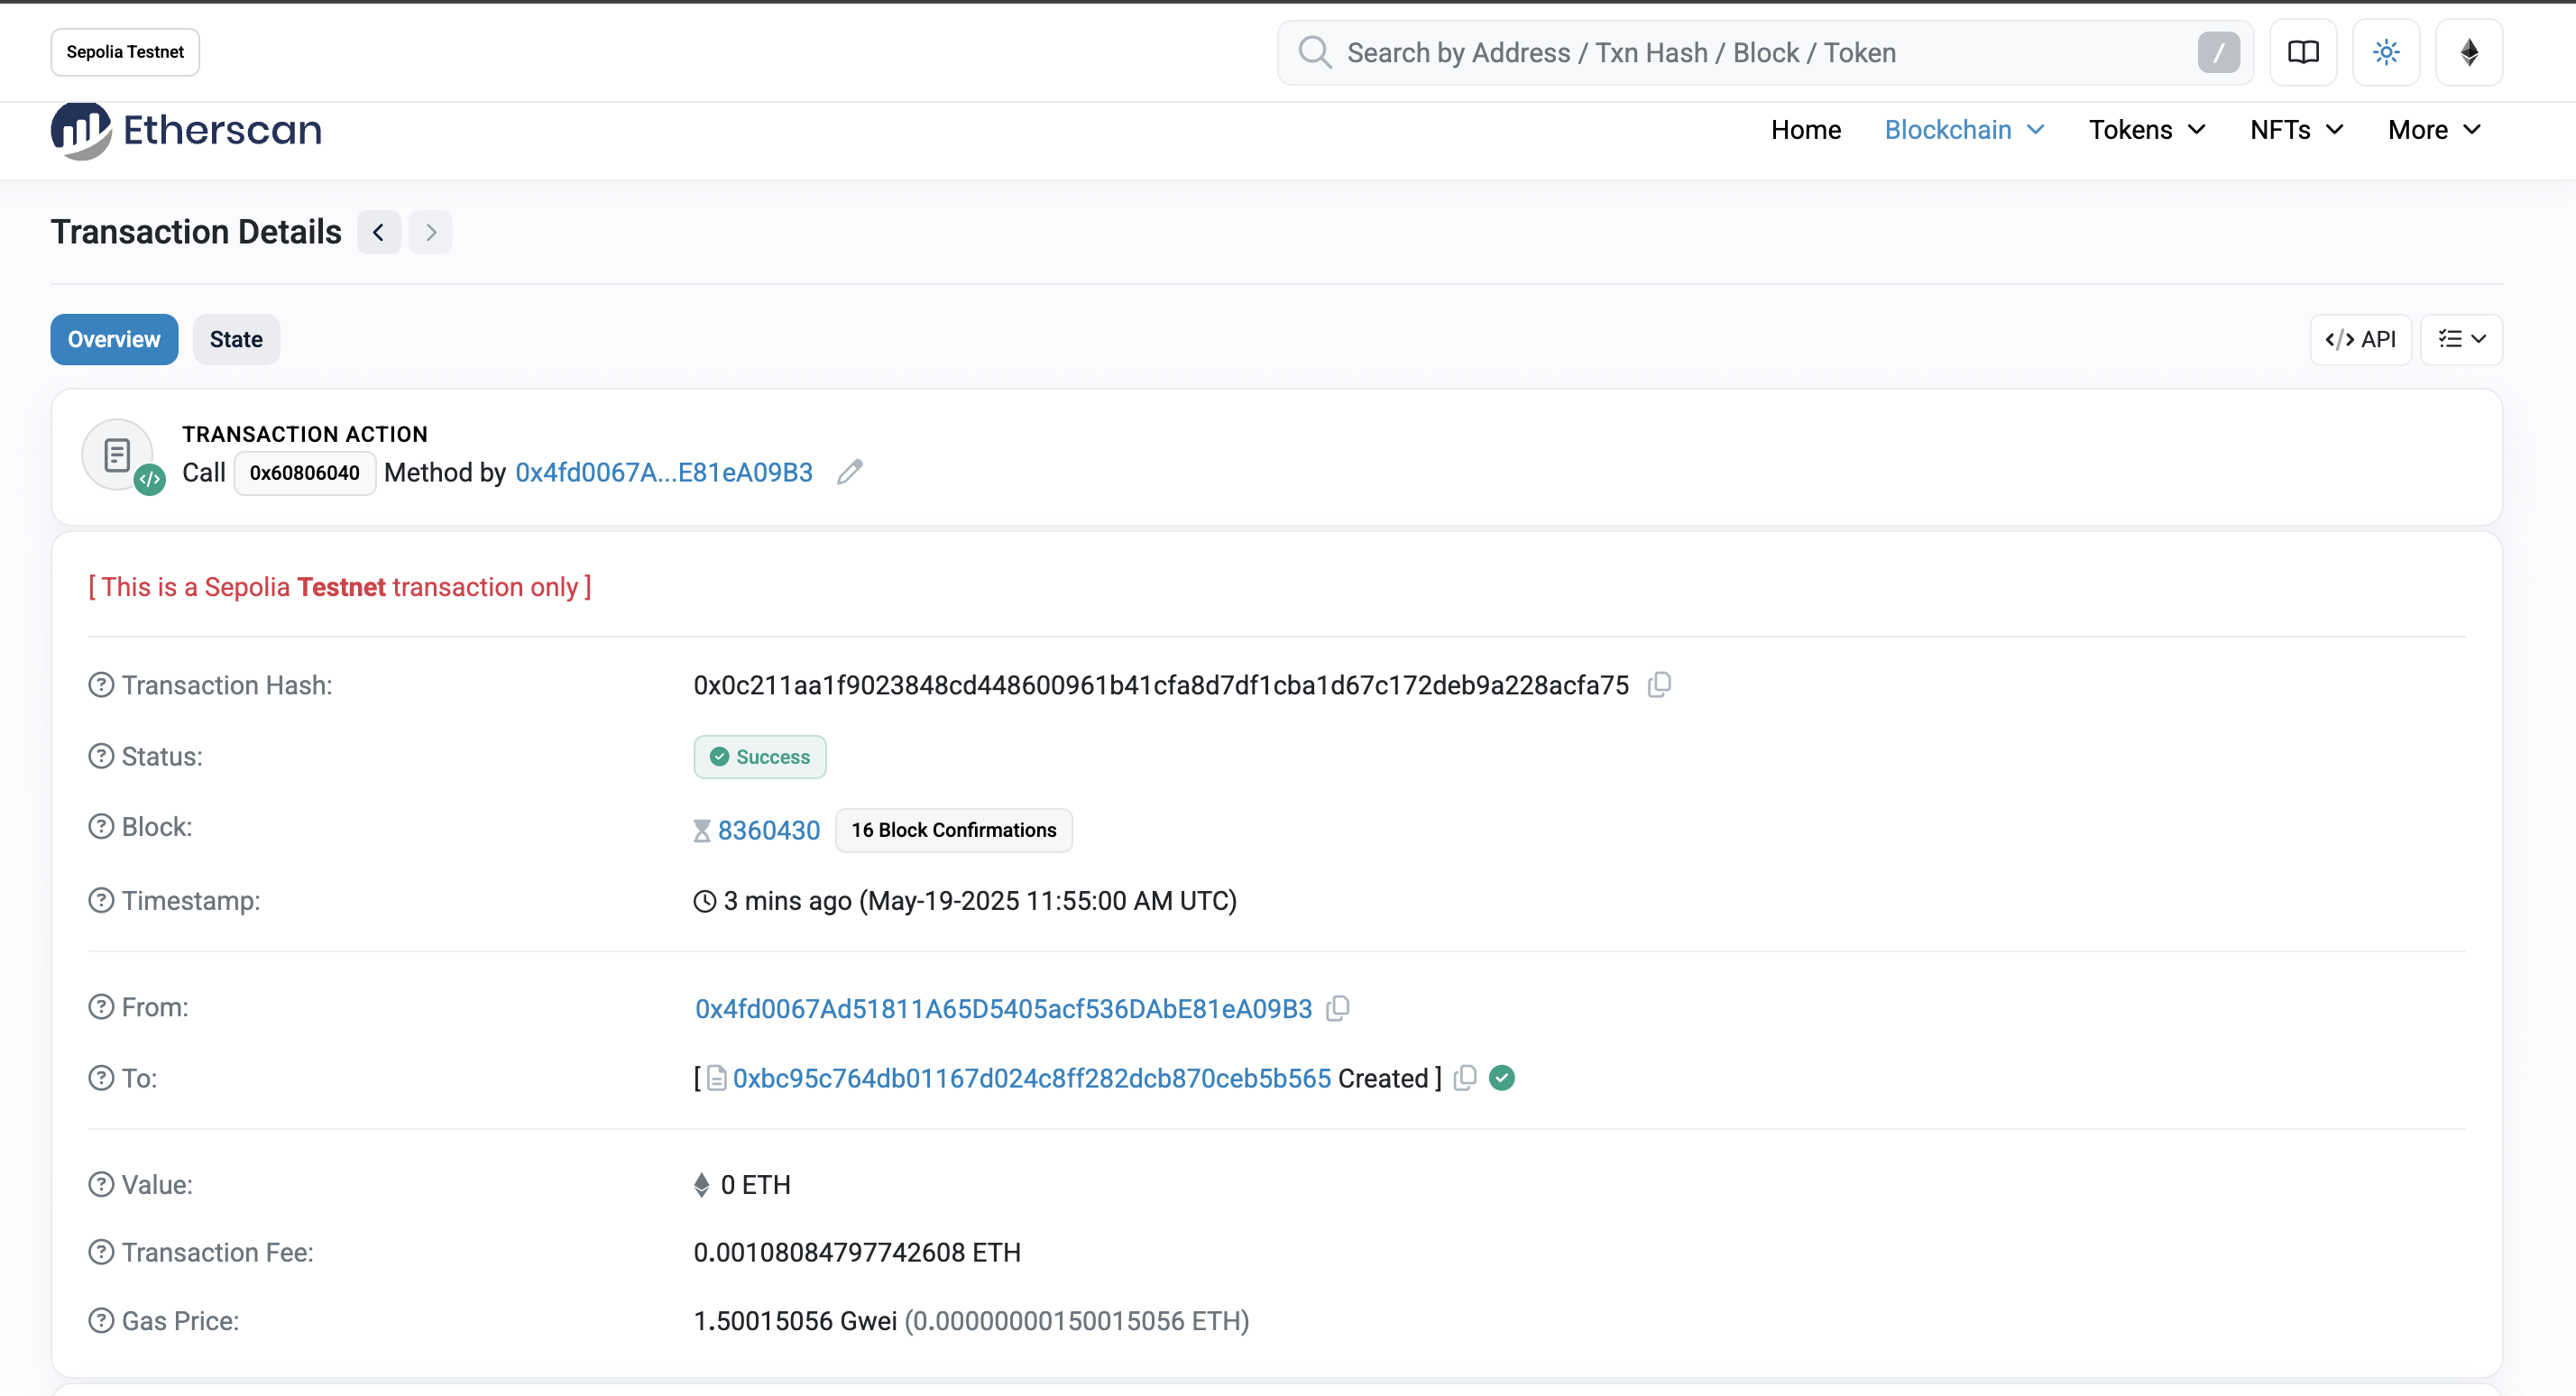 Sepolia Testnet
Search by Address / Txn Hash / Block / Token /
Etherscan
Home Blockchain Tokens NFTs More
Transaction Details
Overview State
</> API
TRANSACTION ACTION
Call 0x60806040 Method by 0x4fd0067A...E81eA09B3
[ This is a Sepolia Testnet transaction only ]
Transaction Hash: 0x0c211aa1f9023848cd448600961b41cfa8d7df1cba1d67c172deb9a228acfa75
Status: Success
Block: 8360430 16 Block Confirmations
Timestamp: 3 mins ago (May-19-2025 11:55:00 AM UTC)
From: 0x4fd0067Ad51811A65D5405acf536DAbE81eA09B3
To: [ 0xbc95c764db01167d024c8ff282dcb870ceb5b565 Created ]
Value: 0 ETH
Transaction Fee: 0.00108084797742608 ETH
Gas Price: 1.50015056 Gwei (0.00000000150015056 ETH)